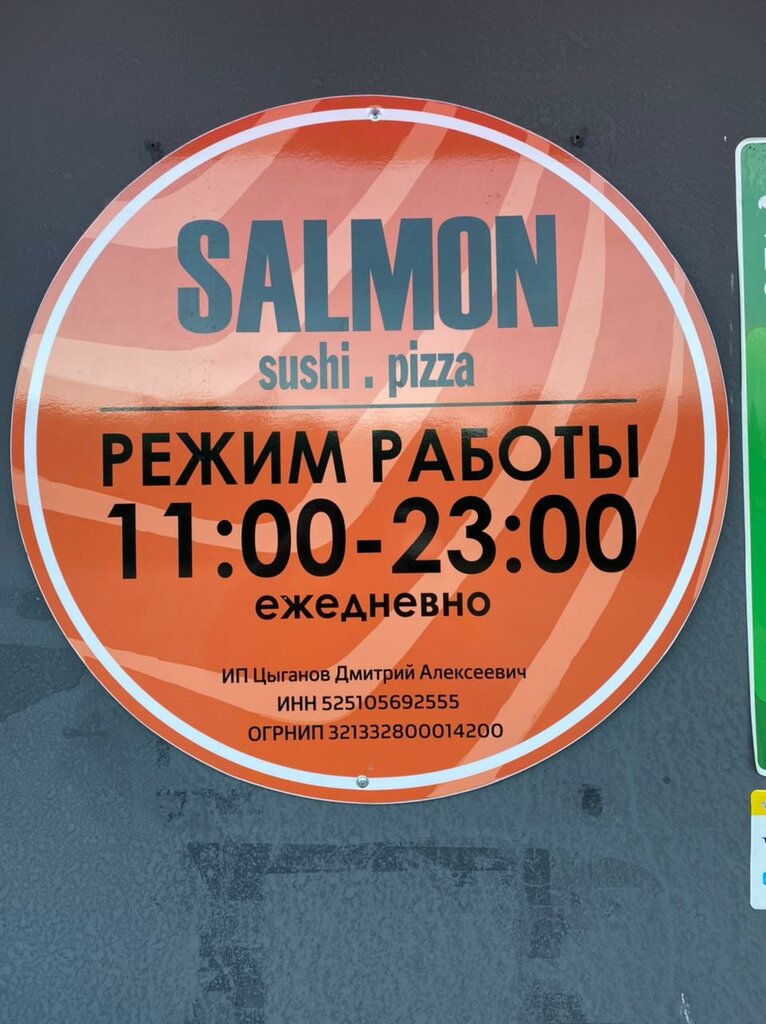 SALMON
sushi . pizza
РЕЖИМ РАБОТЫ
11:00-23:00
ежедневно
ИП Цыганов Дмитрий Алексеевич
ИНН 525105692555
ОГРНИП 321332800014200